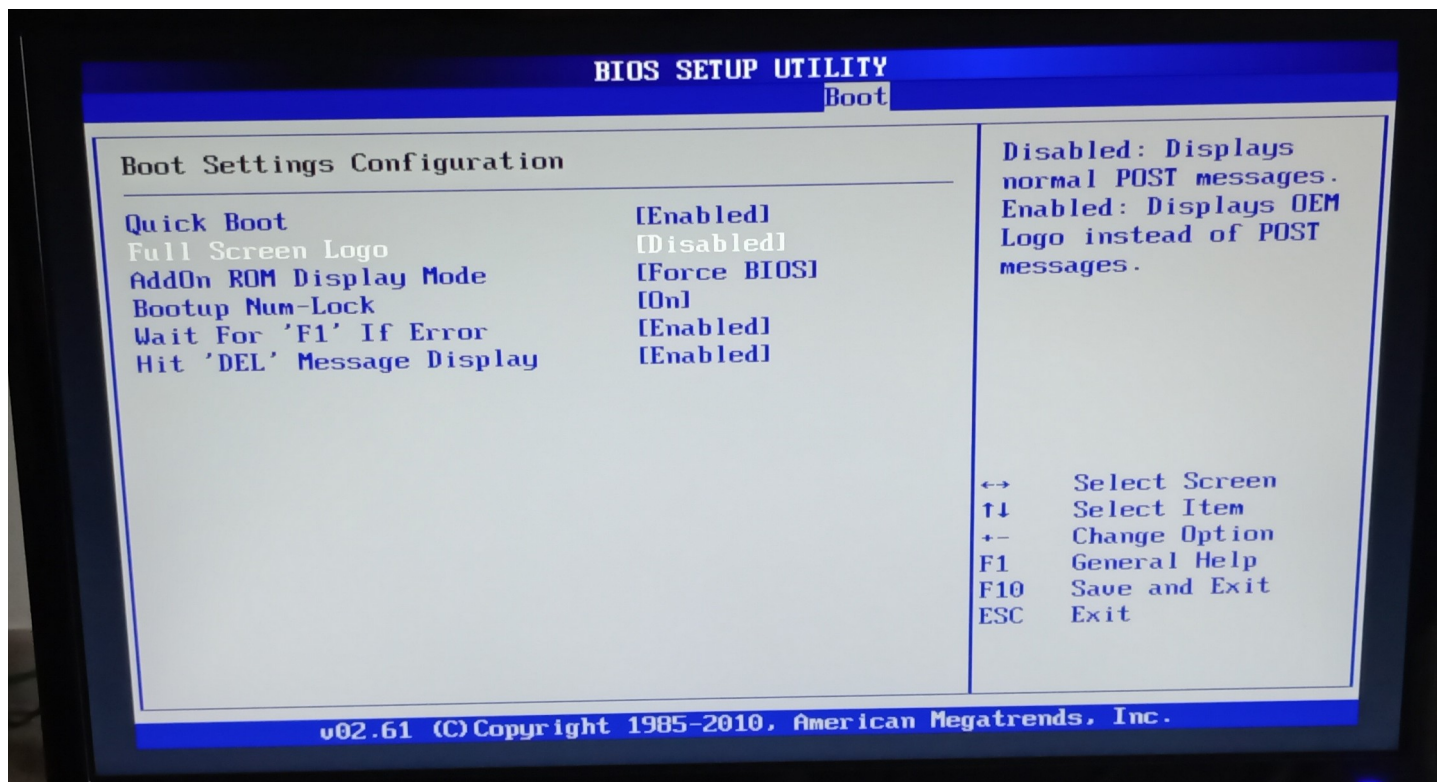 BIOS SETUP UTILITY
Boot
Boot Settings Configuration
Quick Boot [Enabled]
Full Screen Logo [Disabled]
AddOn ROM Display Mode [Force BIOS]
Bootup Num-Lock [On]
Wait For 'F1' If Error [Enabled]
Hit 'DEL' Message Display [Enabled]
Disabled: Displays
normal POST messages.
Enabled: Displays OEM
Logo instead of POST
messages.
←→ Select Screen
↑↓ Select Item
+- Change Option
F1 General Help
F10 Save and Exit
ESC Exit
v02.61 (C)Copyright 1985-2010, American Megatrends, Inc.